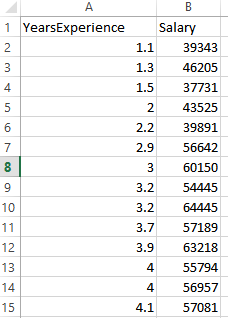 A B
1 YearsExperience Salary
2 1.1 39343
3 1.3 46205
4 1.5 37731
5 2 43525
6 2.2 39891
7 2.9 56642
8 3 60150
9 3.2 54445
10 3.2 64445
11 3.7 57189
12 3.9 63218
13 4 55794
14 4 56957
15 4.1 57081